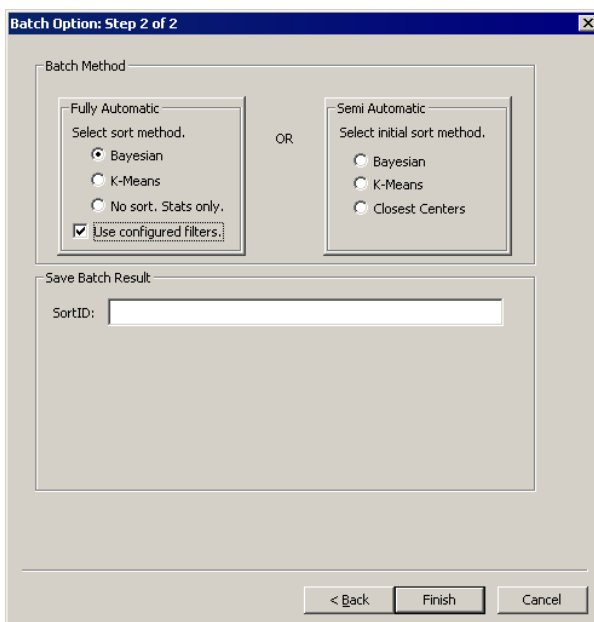 Batch Option: Step 2 of 2
Batch Method
Fully Automatic
Select sort method.
Bayesian
K-Means
No sort. Stats only.
Use configured filters.
OR
Semi Automatic
Select initial sort method.
Bayesian
K-Means
Closest Centers
Save Batch Result
SortID:
< Back
Finish
Cancel